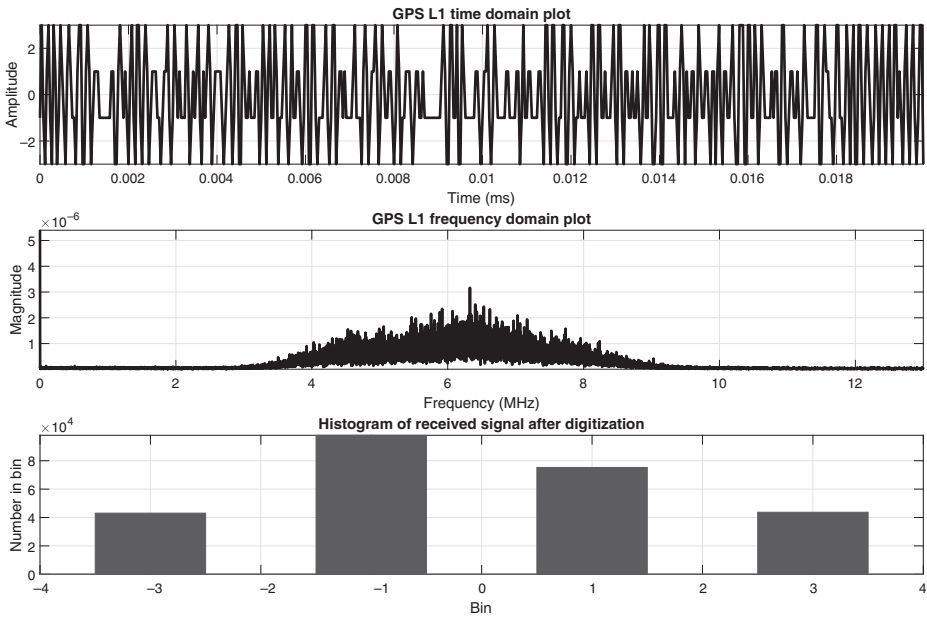 GPS L1 time domain plot
Amplitude
2
0
−2
0 0.002 0.004 0.006 0.008 0.01 0.012 0.014 0.016 0.018
Time (ms)
×10−6
GPS L1 frequency domain plot
Magnitude
5
4
3
2
1
0 2 4 6 8 10 12
Frequency (MHz)
×10⁴
Histogram of received signal after digitization
Number in bin
8
6
4
2
0
−4 −3 −2 −1 0 1 2 3 4
Bin